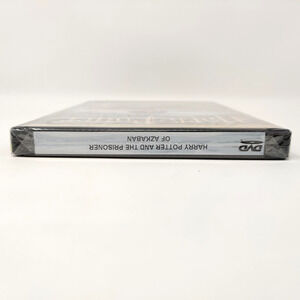 HARRY POTTER AND THE PRISONER
OF AZKABAN
DVD